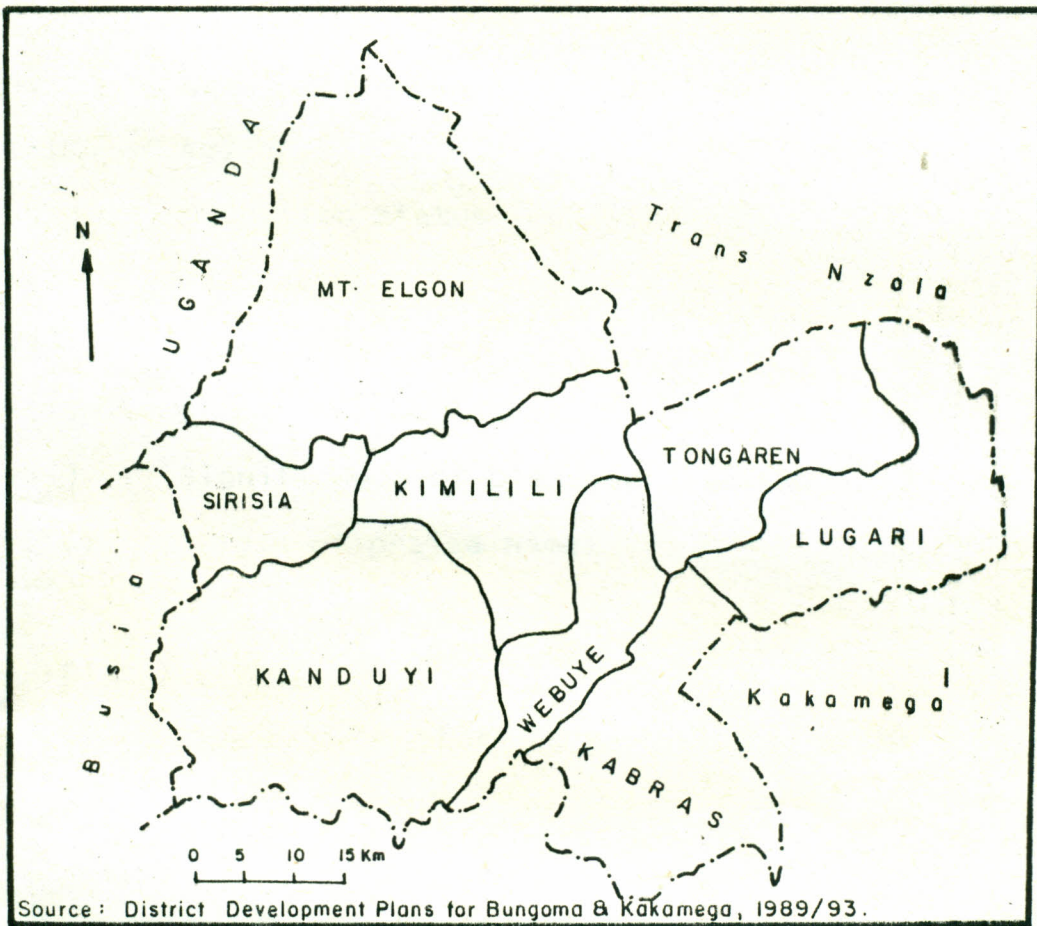 UGANDA
N
Trans Nzoia
MT. ELGON
TONGAREN
SIRISIA
KIMILILI
LUGARI
Busia
KANDUYI
WEBUYE
Kakamega
KABRAS
0 5 10 15 Km
Source: District Development Plans for Bungoma & Kakamega, 1989/93.